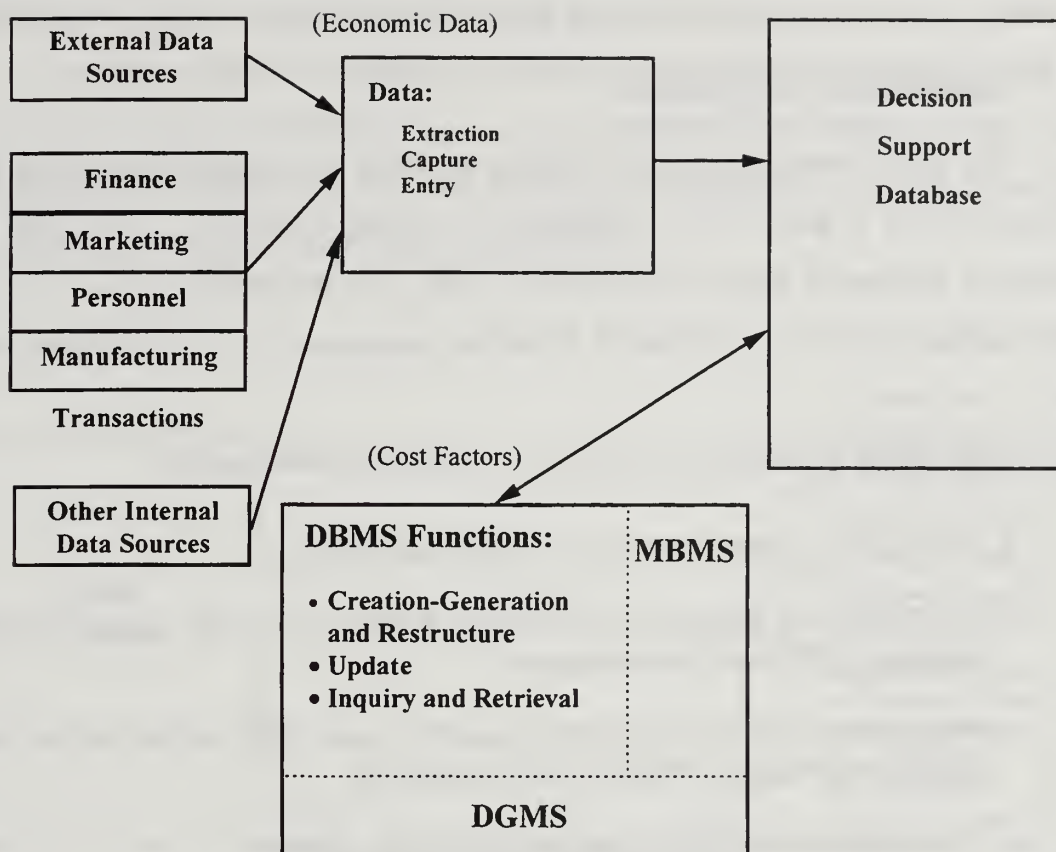 (Economic Data)
External Data
Sources
Data:
Extraction
Capture
Entry
Decision
Support
Database
Finance
Marketing
Personnel
Manufacturing
Transactions
(Cost Factors)
Other Internal
Data Sources
DBMS Functions:
MBMS
• Creation-Generation
and Restructure
• Update
• Inquiry and Retrieval
DGMS